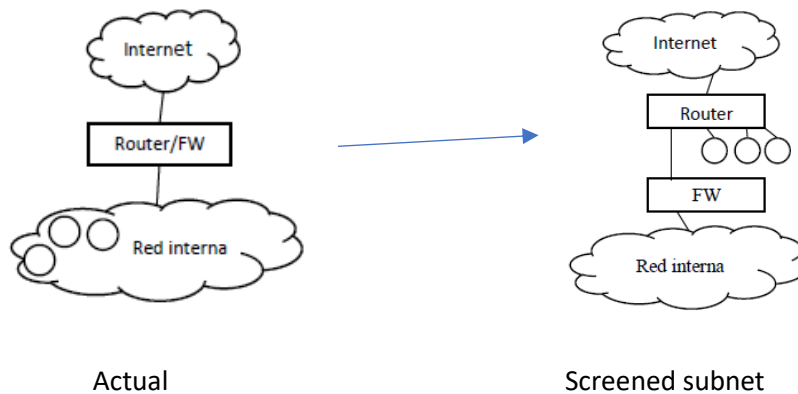 Internet
Router/FW
Red interna
Actual
Internet
Router
FW
Red interna
Screened subnet